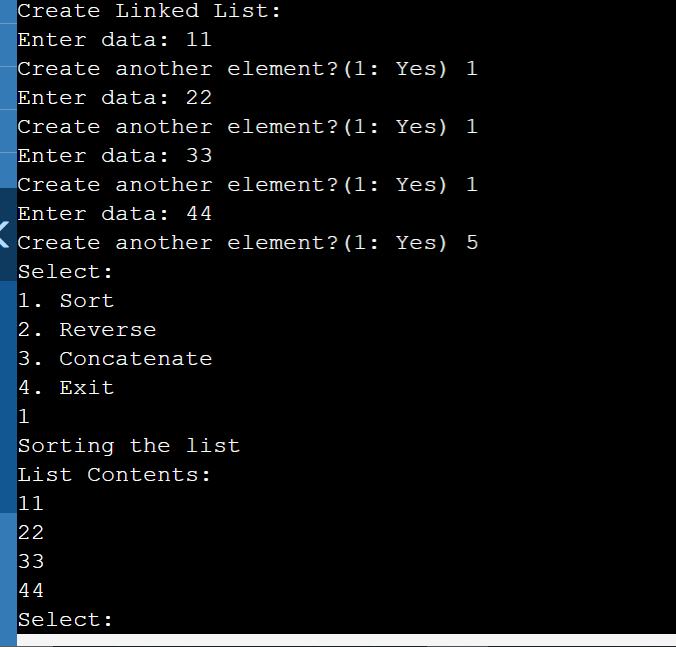 Create Linked List:
Enter data: 11
Create another element?(1: Yes) 1
Enter data: 22
Create another element?(1: Yes) 1
Enter data: 33
Create another element?(1: Yes) 1
Enter data: 44
Create another element?(1: Yes) 5
Select:
1. Sort
2. Reverse
3. Concatenate
4. Exit
1
Sorting the list
List Contents:
11
22
33
44
Select: